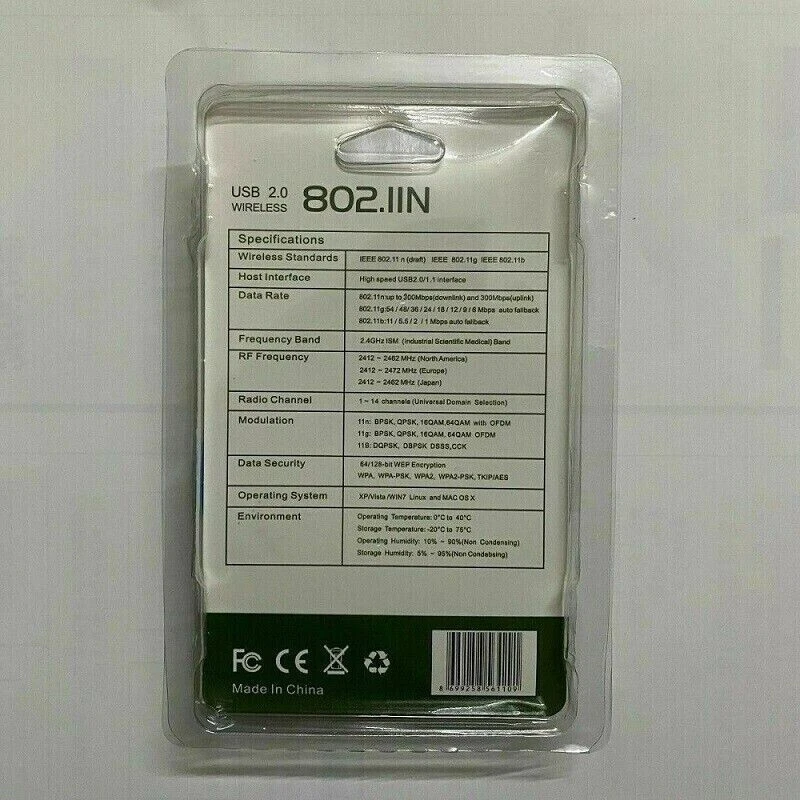 USB 2.0
WIRELESS
802.11N
Specifications
Wireless Standards IEEE 802.11 n (draft) IEEE 802.11g IEEE 802.11b
Host Interface High speed USB2.0/1.1 interface
Data Rate 802.11n:up to 300Mbps(downlink) and 300Mbps(uplink)
802.11g:54 / 48/ 36 / 24 / 18 / 12 / 9 / 6 Mbps auto fallback
802.11b:11 / 5.5 / 2 / 1 Mbps auto fallback
Frequency Band 2.4GHz ISM (Industrial Scientific Medical) Band
RF Frequency 2412 ~ 2462 MHz (North America)
2412 ~ 2472 MHz (Europe)
2412 ~ 2462 MHz (Japan)
Radio Channel 1 ~ 14 channels (Universal Domain Selection)
Modulation 11n: BPSK, QPSK, 16QAM,64QAM with OFDM
11g: BPSK, QPSK, 16QAM, 64QAM OFDM
11B: DQPSK, DBPSK DSSS,CCK
Data Security 64/128-bit WEP Encryption
WPA, WPA-PSK, WPA2, WPA2-PSK, TKIP/AES
Operating System XP/Vista /WIN7 Linux and MAC OS X
Environment Operating Temperature: 0°C to 40°C
Storage Temperature: -20°C to 75°C
Operating Humidity: 10% ~ 90%(Non Condensing)
Storage Humidity: 5% ~ 95%(Non Condebsing)
FC CE
Made In China
8 699258 561109